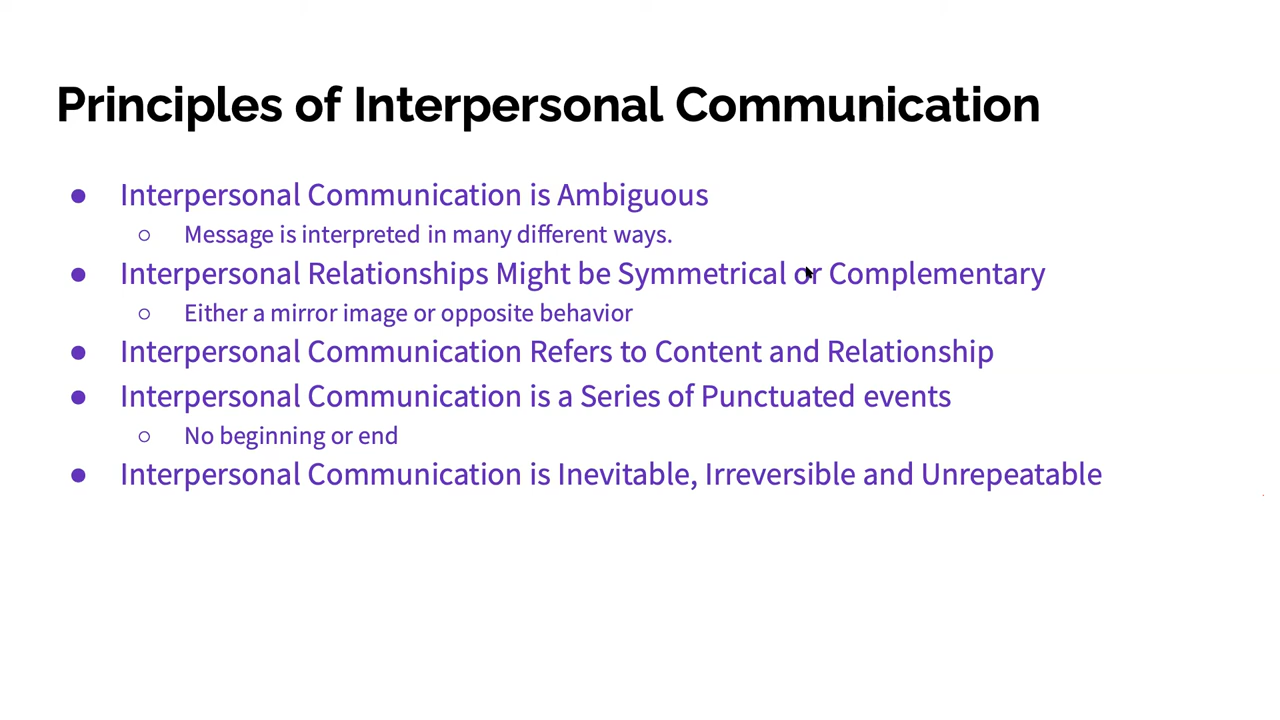 Principles of Interpersonal Communication
● Interpersonal Communication is Ambiguous
○ Message is interpreted in many different ways.
● Interpersonal Relationships Might be Symmetrical or Complementary
○ Either a mirror image or opposite behavior
● Interpersonal Communication Refers to Content and Relationship
● Interpersonal Communication is a Series of Punctuated events
○ No beginning or end
● Interpersonal Communication is Inevitable, Irreversible and Unrepeatable